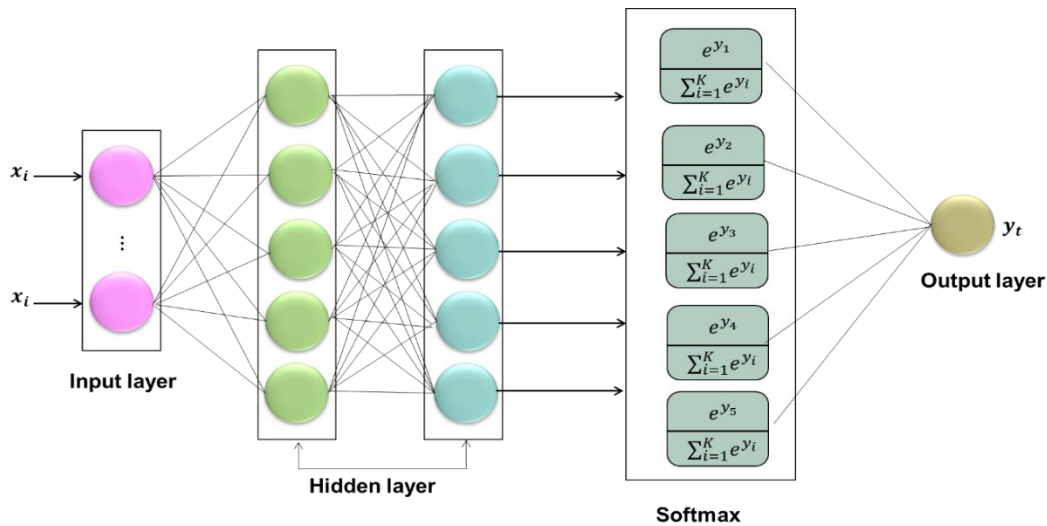 x_i
⋮
x_i
Input layer
Hidden layer
e^{y_1}
∑_{i=1}^{K} e^{y_i}
e^{y_2}
∑_{i=1}^{K} e^{y_i}
e^{y_3}
∑_{i=1}^{K} e^{y_i}
e^{y_4}
∑_{i=1}^{K} e^{y_i}
e^{y_5}
∑_{i=1}^{K} e^{y_i}
Softmax
y_t
Output layer